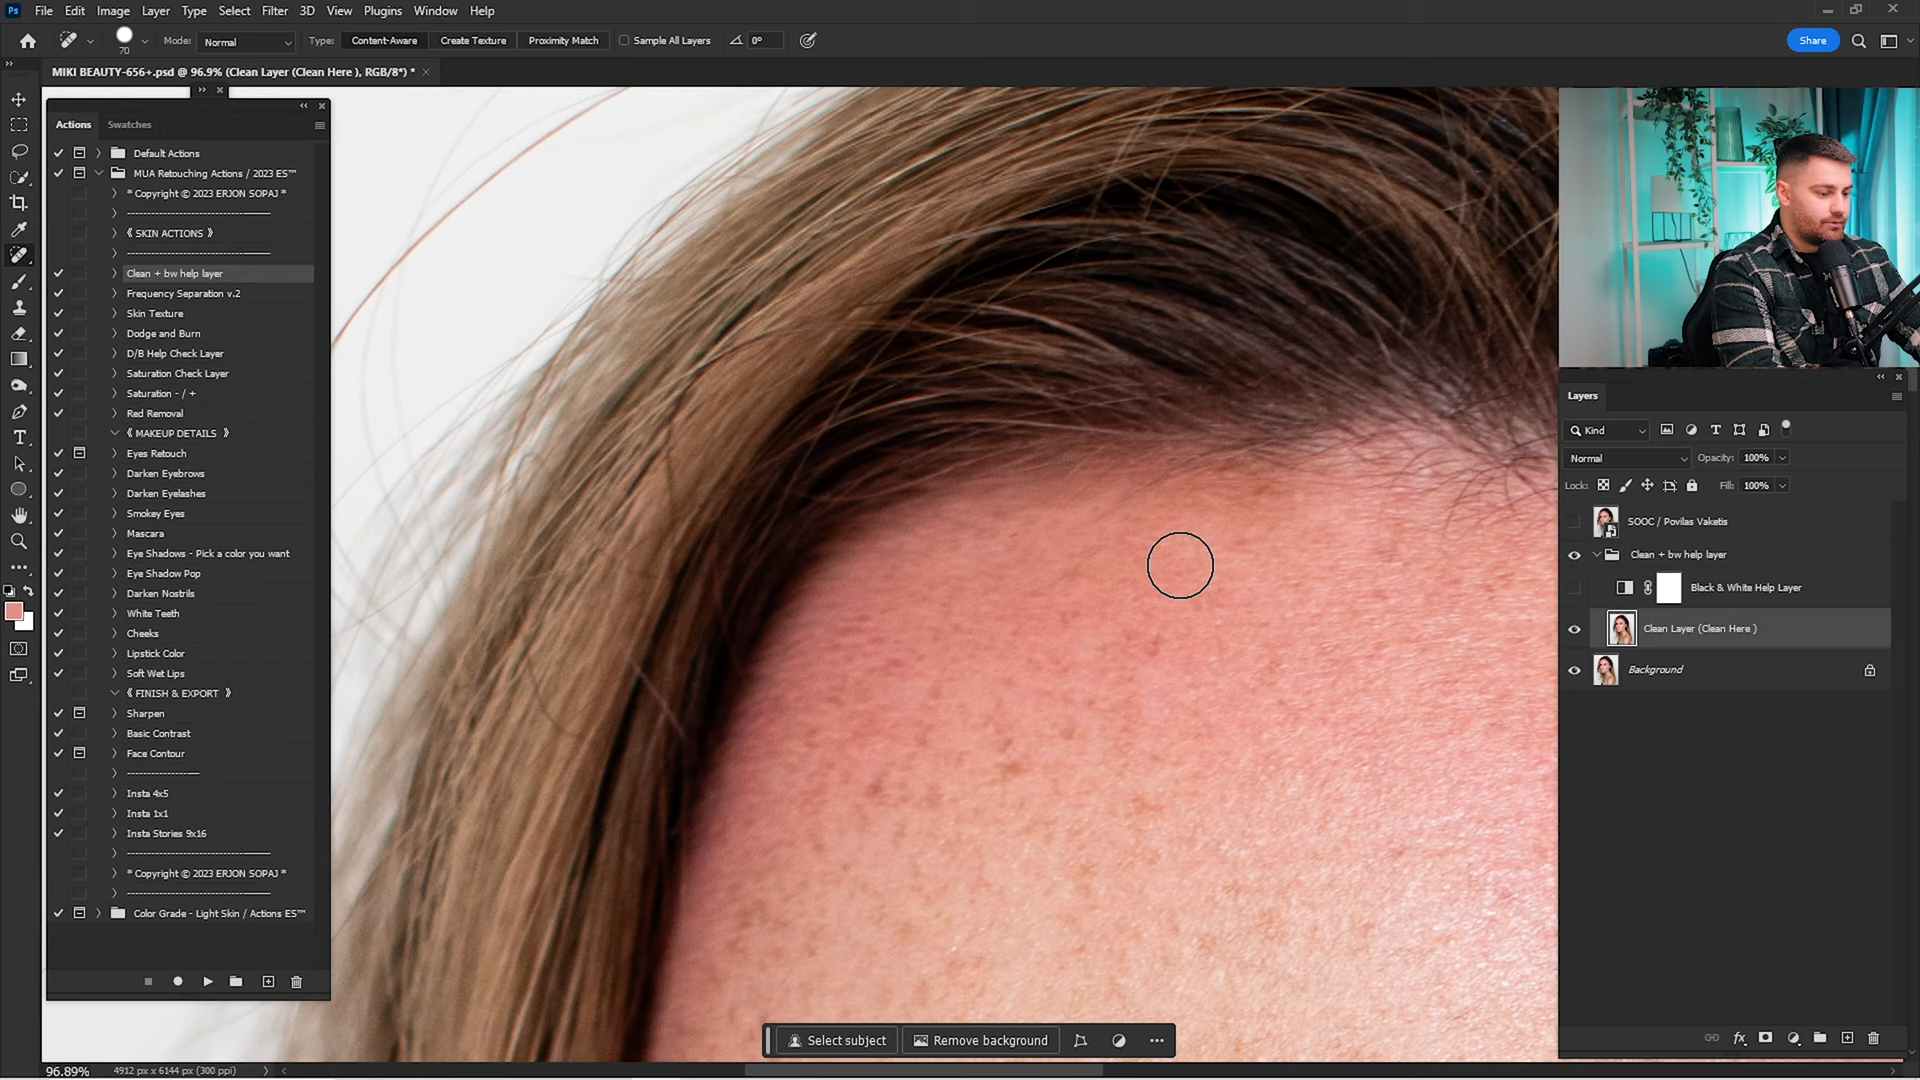 Ps File Edit Image Layer Type Select Filter 3D View Plugins Window Help
70 Mode: Normal Type: Content-Aware Create Texture Proximity Match Sample All Layers 0° Share
MIKI BEAUTY-656+.psd @ 96.9% (Clean Layer (Clean Here ), RGB/8*) *
Actions Swatches
Default Actions
MUA Retouching Actions / 2023 ES™
* Copyright © 2023 ERJON SOPAJ *
------------------------------------
《 SKIN ACTIONS 》
------------------------------------
Clean + bw help layer
Frequency Separation v.2
Skin Texture
Dodge and Burn
D/B Help Check Layer
Saturation Check Layer
Saturation - / +
Red Removal
《 MAKEUP DETAILS 》
Eyes Retouch
Darken Eyebrows
Darken Eyelashes
Smokey Eyes
Mascara
Eye Shadows - Pick a color you want
Eye Shadow Pop
Darken Nostrils
White Teeth
Cheeks
Lipstick Color
Soft Wet Lips
《 FINISH & EXPORT 》
Sharpen
Basic Contrast
Face Contour
------------------
Insta 4x5
Insta 1x1
Insta Stories 9x16
------------------------------------
* Copyright © 2023 ERJON SOPAJ *
------------------------------------
Color Grade - Light Skin / Actions ES™
Layers
Kind
Normal Opacity: 100%
Lock: Fill: 100%
SOOC / Povilas Vaketis
Clean + bw help layer
Black & White Help Layer
Clean Layer (Clean Here )
Background
Select subject Remove background
96.89% 4912 px x 6144 px (300 ppi)